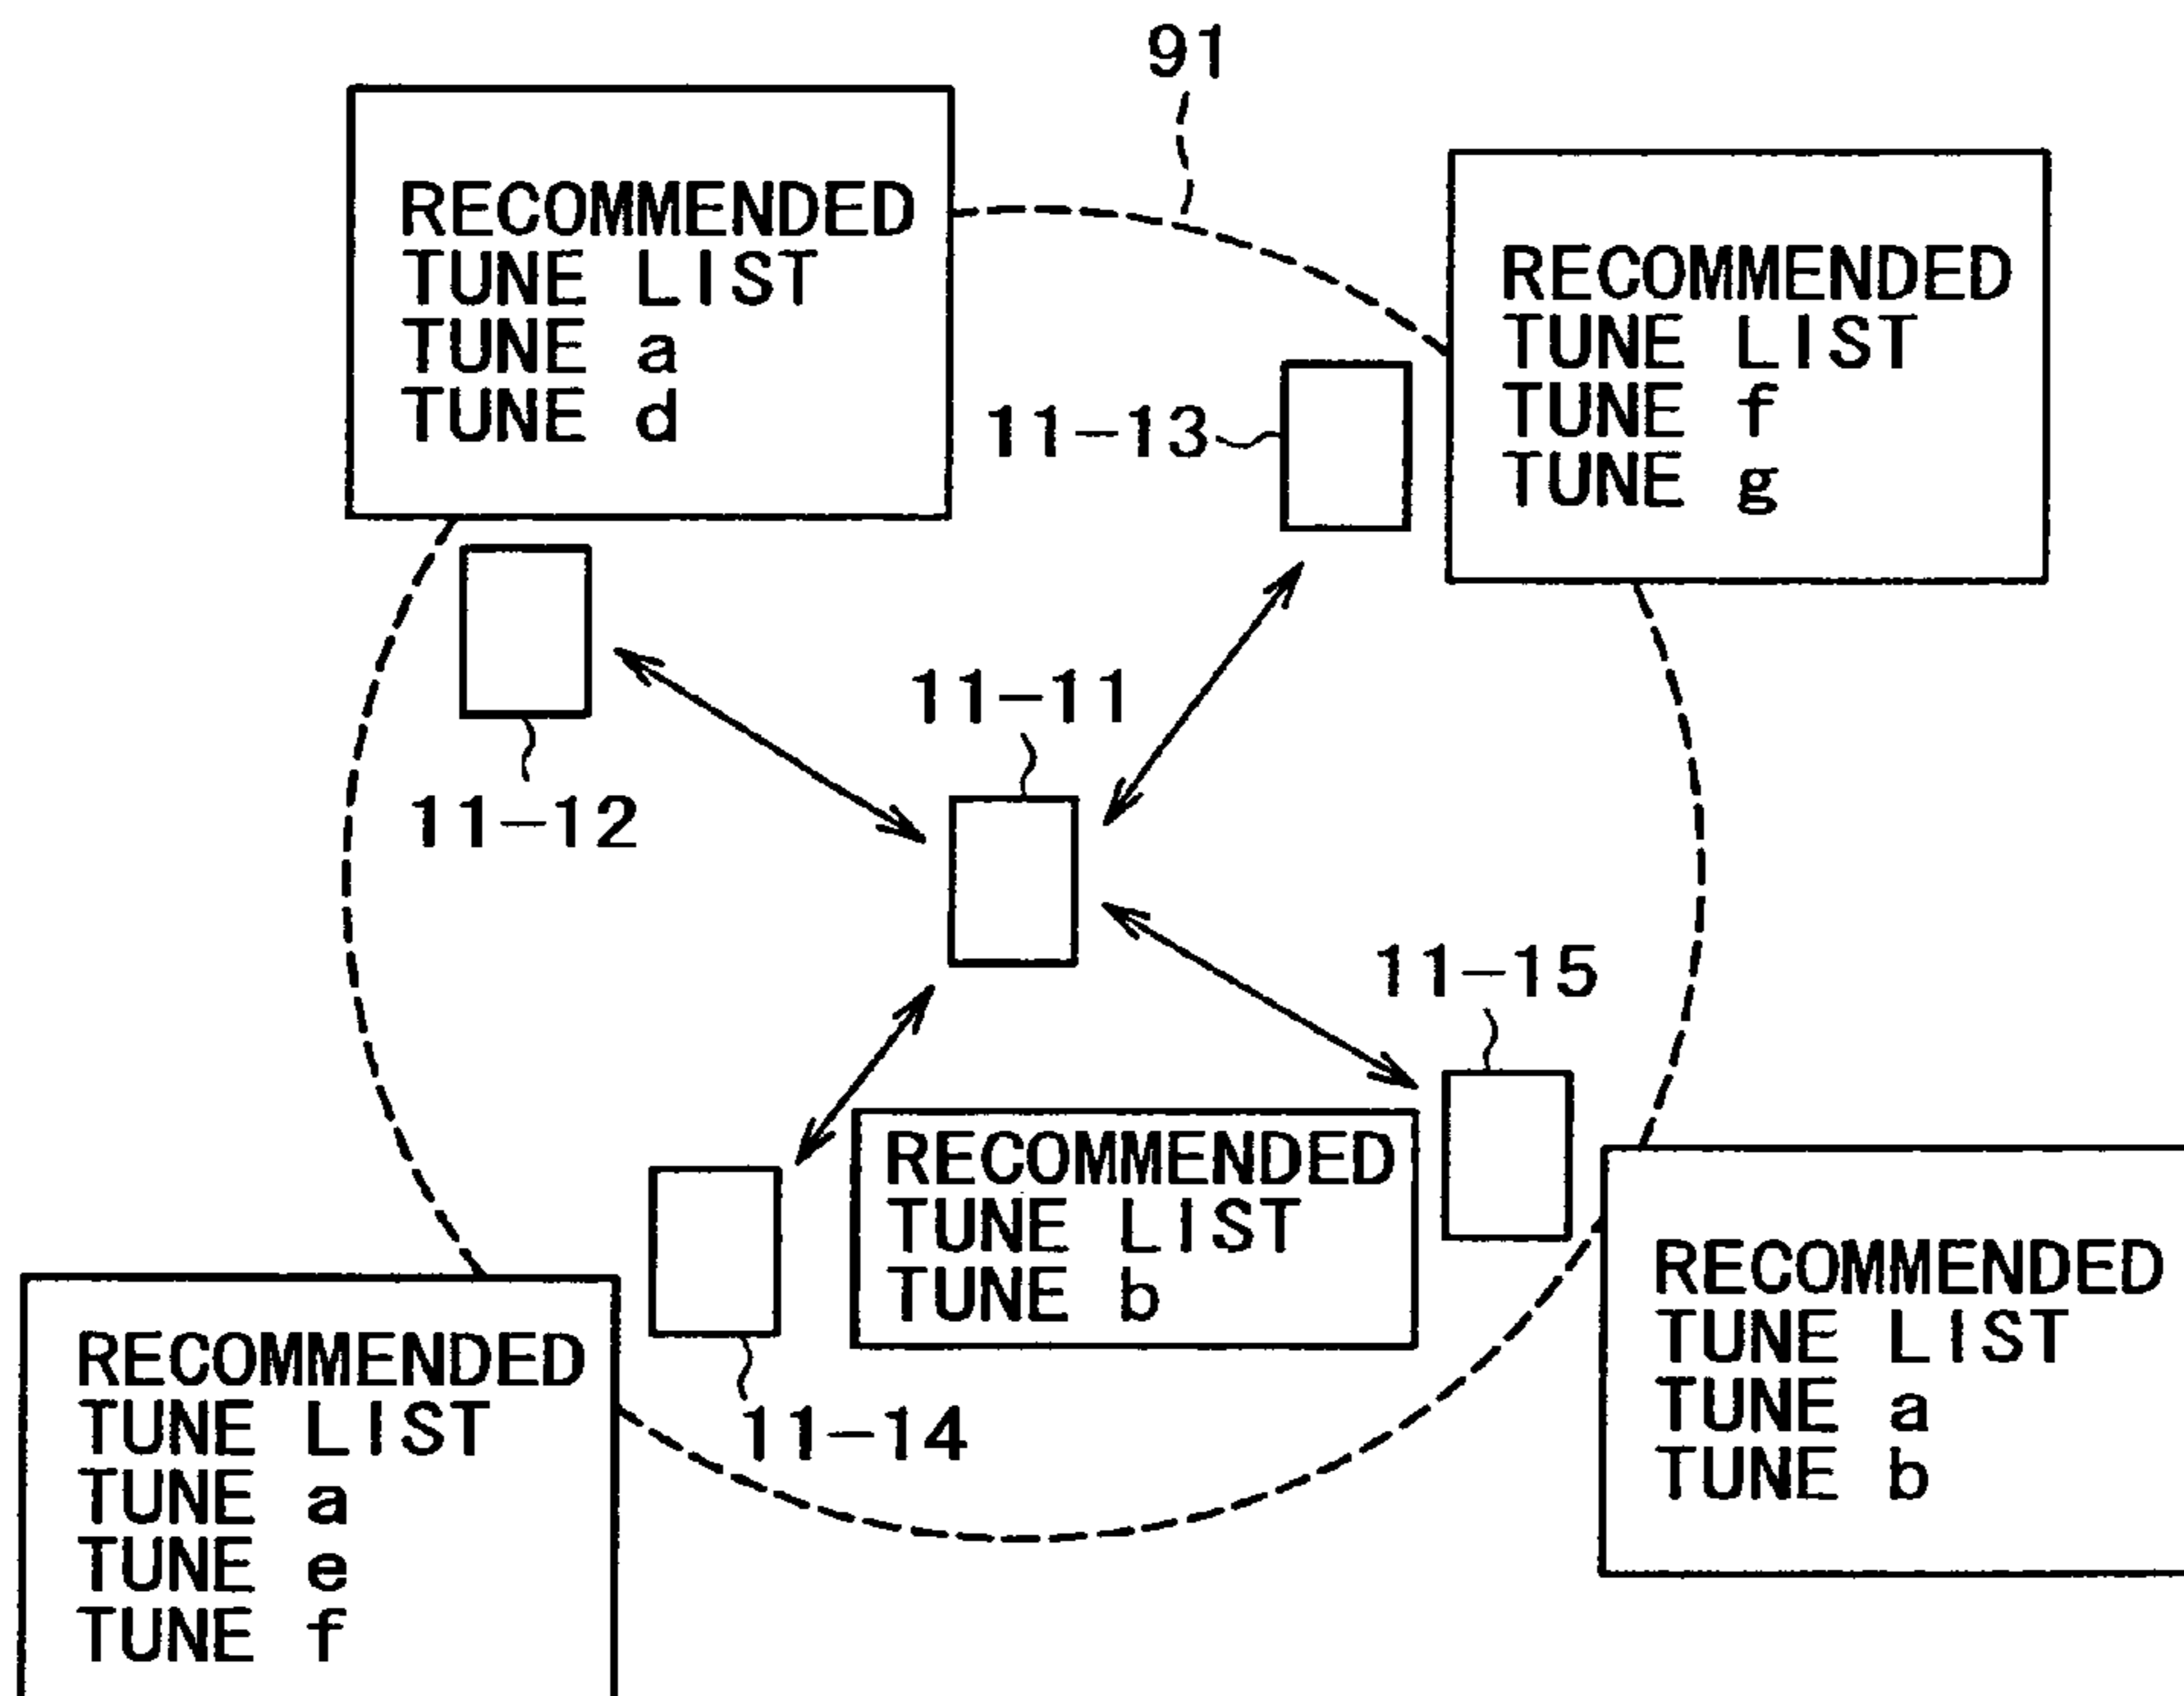 91
RECOMMENDED
TUNE LIST
TUNE a
TUNE d
RECOMMENDED
TUNE LIST
TUNE f
TUNE g
11-13
11-11
11-12
11-15
RECOMMENDED
TUNE LIST
TUNE b
11-14
RECOMMENDED
TUNE LIST
TUNE a
TUNE b
RECOMMENDED
TUNE LIST
TUNE a
TUNE e
TUNE f